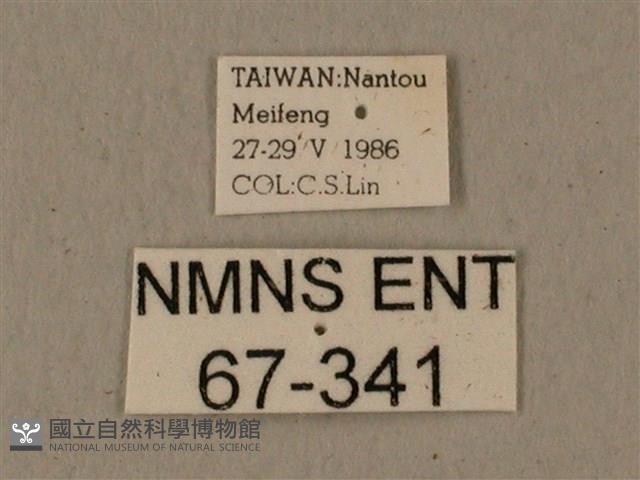 TAIWAN:Nantou
Meifeng
27-29 V 1986
COL:C.S.Lin
NMNS ENT
67-341
國立自然科學博物館
NATIONAL MUSEUM OF NATURAL SCIENCE